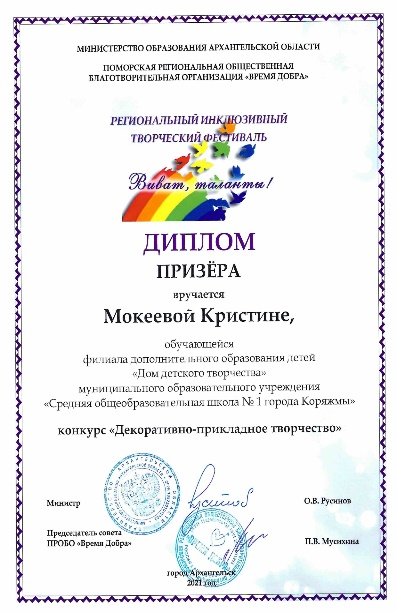 МИНИСТЕРСТВО ОБРАЗОВАНИЯ АРХАНГЕЛЬСКОЙ ОБЛАСТИ
ПОМОРСКАЯ РЕГИОНАЛЬНАЯ ОБЩЕСТВЕННАЯ
БЛАГОТВОРИТЕЛЬНАЯ ОРГАНИЗАЦИЯ «ВРЕМЯ ДОБРА»
РЕГИОНАЛЬНЫЙ ИНКЛЮЗИВНЫЙ
ТВОРЧЕСКИЙ ФЕСТИВАЛЬ
Виват, таланты!
ДИПЛОМ
ПРИЗЁРА
вручается
Мокеевой Кристине,
обучающейся
филиала дополнительного образования детей
«Дом детского творчества»
муниципального образовательного учреждения
«Средняя общеобразовательная школа № 1 города Коряжмы»
конкурс «Декоративно-прикладное творчество»
Министр
О.В. Русинов
Председатель совета
ПРОБО «Время Добра»
П.В. Мусихина
город Архангельск
2021 год